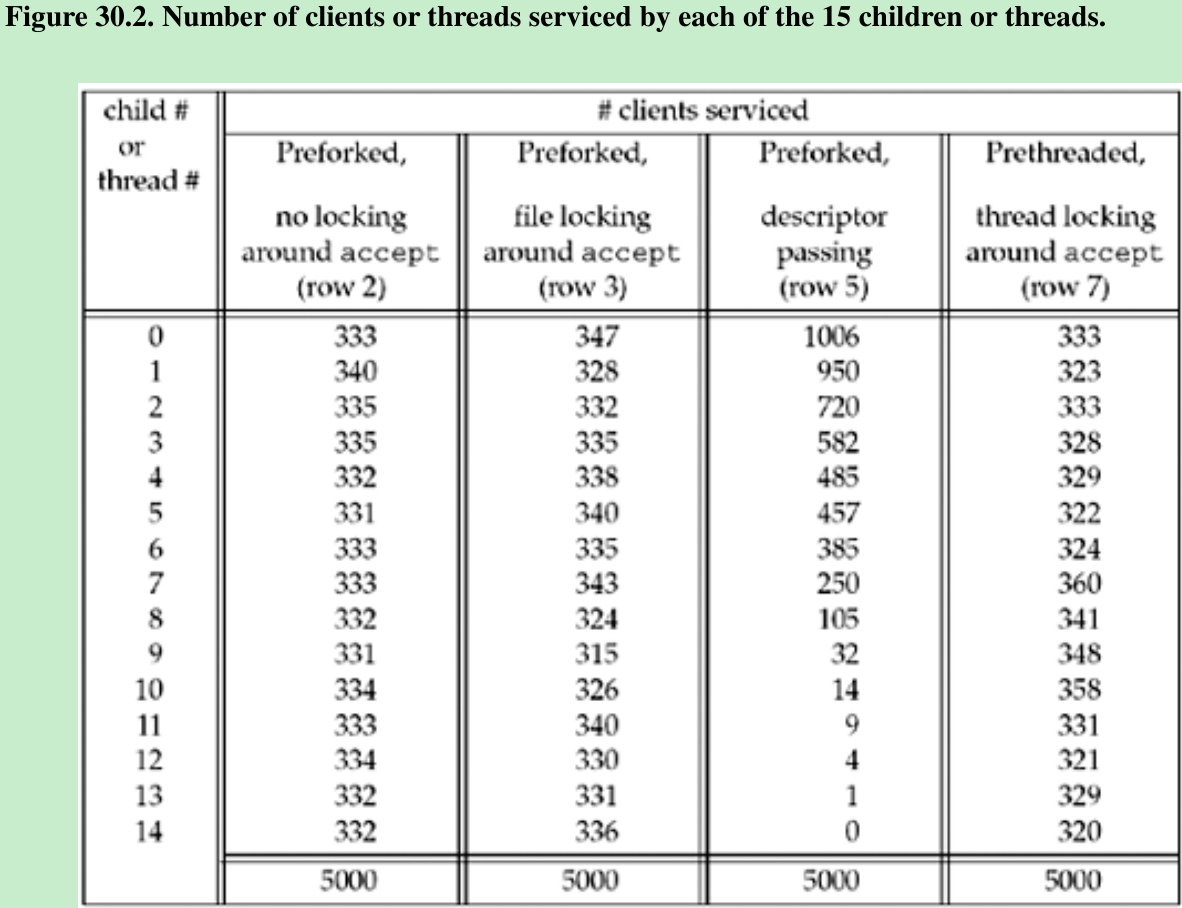 Figure 30.2. Number of clients or threads serviced by each of the 15 children or threads.
child # # clients serviced
or
thread #
Preforked, Preforked, Preforked, Prethreaded,
no locking file locking descriptor thread locking
around accept around accept passing around accept
(row 2) (row 3) (row 5) (row 7)
0 333 347 1006 333
1 340 328 950 323
2 335 332 720 333
3 335 335 582 328
4 332 338 485 329
5 331 340 457 322
6 333 335 385 324
7 333 343 250 360
8 332 324 105 341
9 331 315 32 348
10 334 326 14 358
11 333 340 9 331
12 334 330 4 321
13 332 331 1 329
14 332 336 0 320
5000 5000 5000 5000